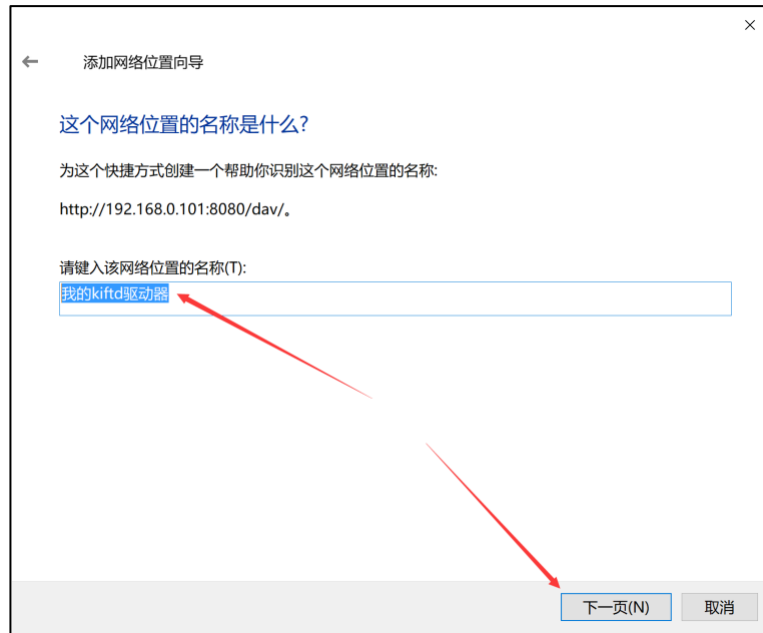 添加网络位置向导
这个网络位置的名称是什么?
为这个快捷方式创建一个帮助你识别这个网络位置的名称:
http://192.168.0.101:8080/dav/。
请键入该网络位置的名称(T):
我的kiftd驱动器
下一页(N) 取消